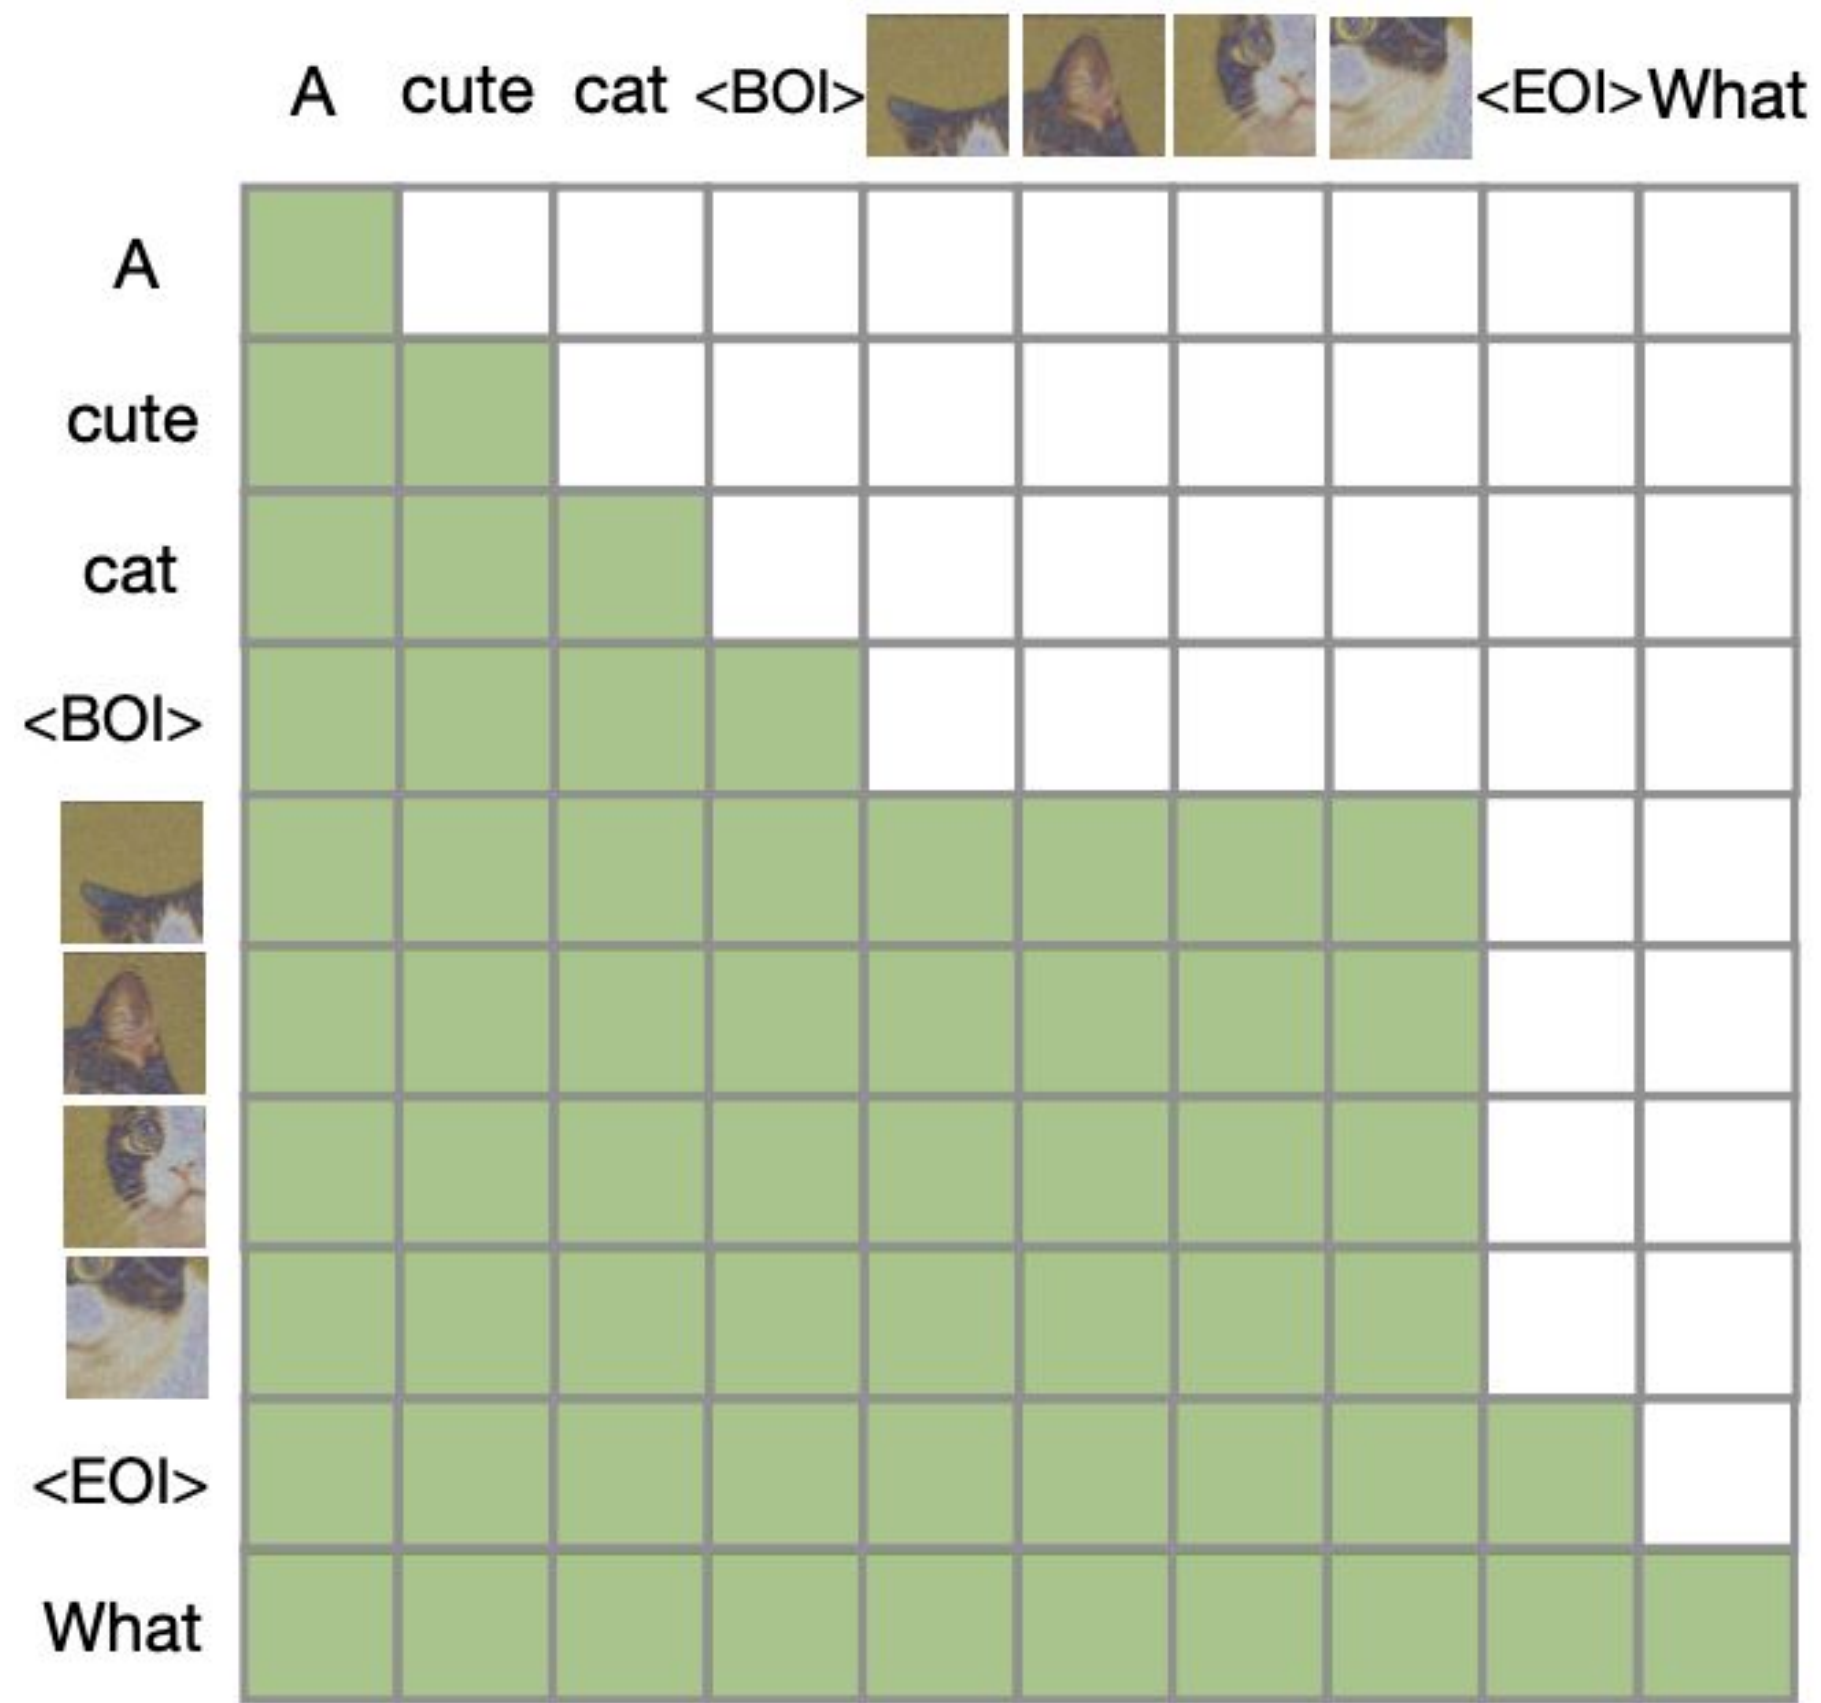 A cute cat <BOI> <EOI> What
A
cute
cat
<BOI>
<EOI>
What